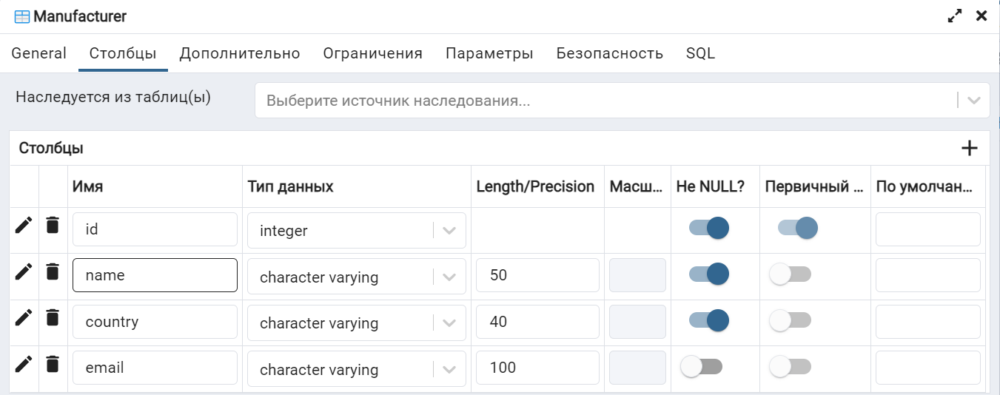 Manufacturer
General Столбцы Дополнительно Ограничения Параметры Безопасность SQL
Наследуется из таблиц(ы) Выберите источник наследования...
Столбцы
Имя Тип данных Length/Precision Масш... Не NULL? Первичный ... По умолчан...
id integer
name character varying 50
country character varying 40
email character varying 100